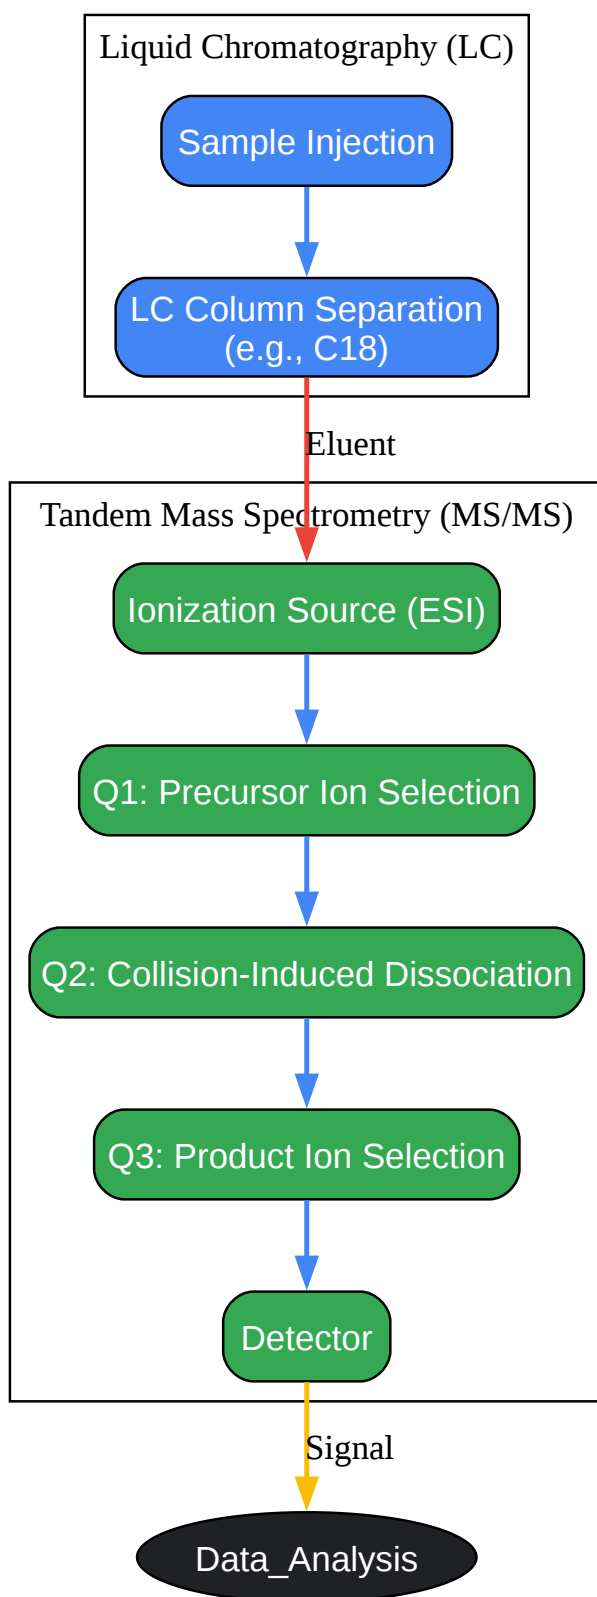 Liquid Chromatography (LC)
Sample Injection
LC Column Separation
(e.g., C18)
Eluent
Tandem Mass Spectrometry (MS/MS)
Ionization Source (ESI)
Q1: Precursor Ion Selection
Q2: Collision-Induced Dissociation
Q3: Product Ion Selection
Detector
Signal
Data_Analysis